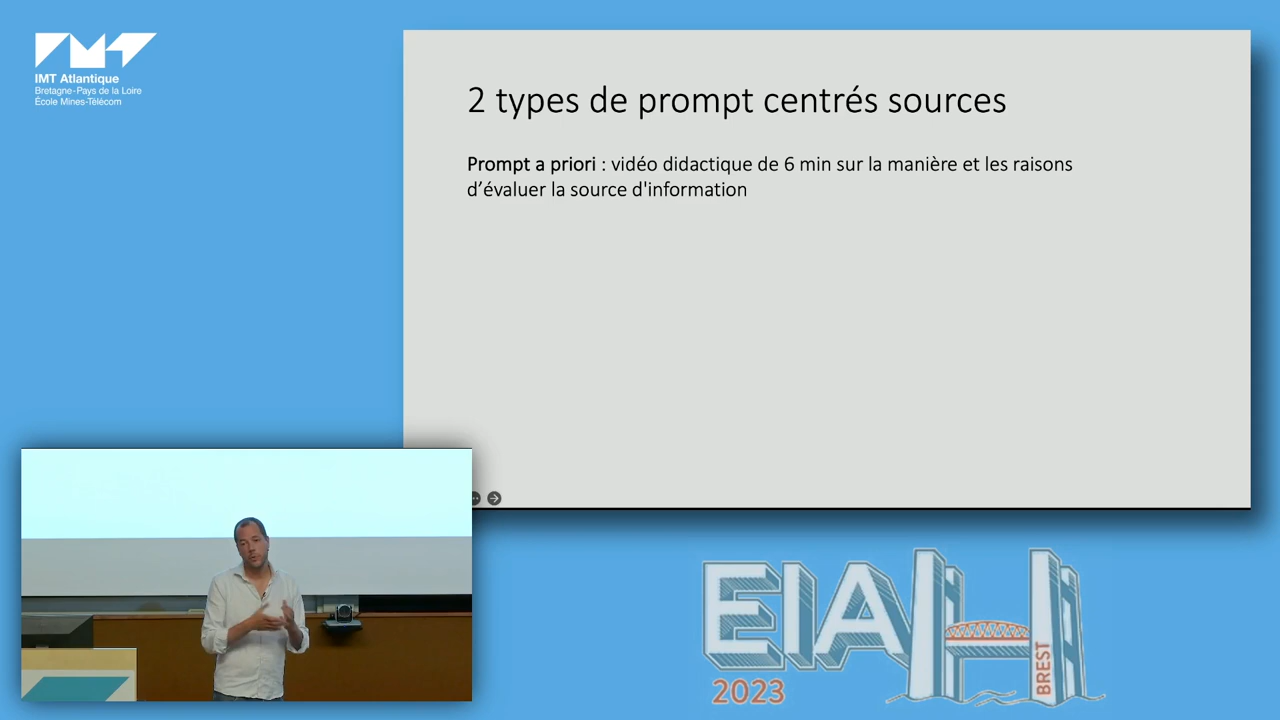 IMT Atlantique
Bretagne-Pays de la Loire
École Mines-Télécom
2 types de prompt centrés sources
Prompt a priori : vidéo didactique de 6 min sur la manière et les raisons
d’évaluer la source d'information
EIAH
BREST
2023